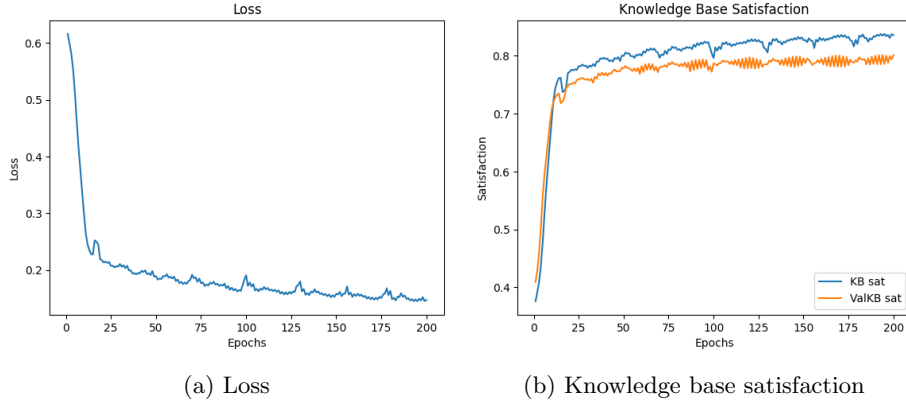 Loss
0.6
0.5
0.4
0.3
0.2
Loss
0 25 50 75 100 125 150 175 200
Epochs
(a) Loss
Knowledge Base Satisfaction
0.8
0.7
0.6
0.5
0.4
Satisfaction
KB sat
ValKB sat
0 25 50 75 100 125 150 175 200
Epochs
(b) Knowledge base satisfaction